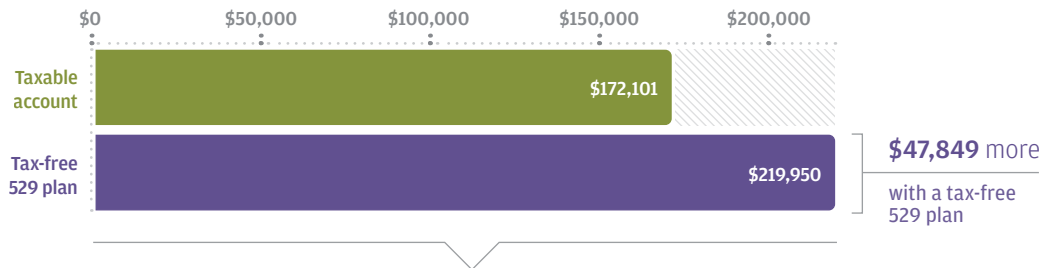 $0 $50,000 $100,000 $150,000 $200,000
Taxable
account
$172,101
Tax-free
529 plan
$219,950
$47,849 more
with a tax-free
529 plan